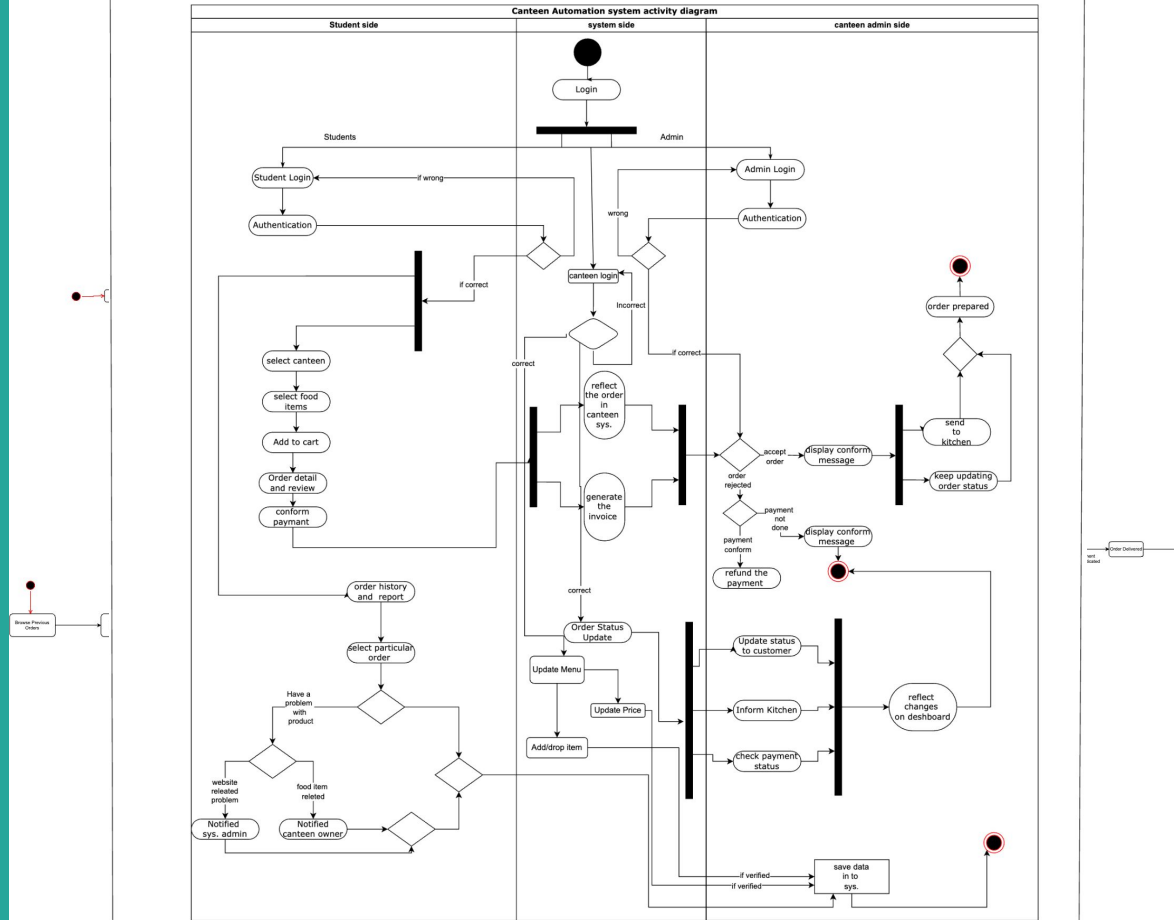 Canteen Automation system activity diagram
Student side
system side
canteen admin side
Login
Students
Admin
Student Login
if wrong
Admin Login
wrong
Authentication
Authentication
canteen login
if correct
Incorrect
order prepared
select canteen
correct
if correct
reflect
the order
in
canteen
sys.
select food
items
Add to cart
send
to
kitchen
accept
order
display conform
message
order
rejected
Order detail
and review
keep updating
order status
generate
the
invoice
conform
paymant
payment
not
done
display conform
message
payment
conform
refund the
payment
Order Delivered
order history
and report
correct
Browse Previous
Orders
Order Status
Update
select particular
order
Update status
to customer
Update Menu
Have a
problem
with
product
Update Price
Inform Kitchen
reflect
changes
on deshboard
Add/drop item
check payment
status
website
releated
problem
food item
releted
Notified
sys. admin
Notified
canteen owner
if verified
if verified
save data
in to
sys.